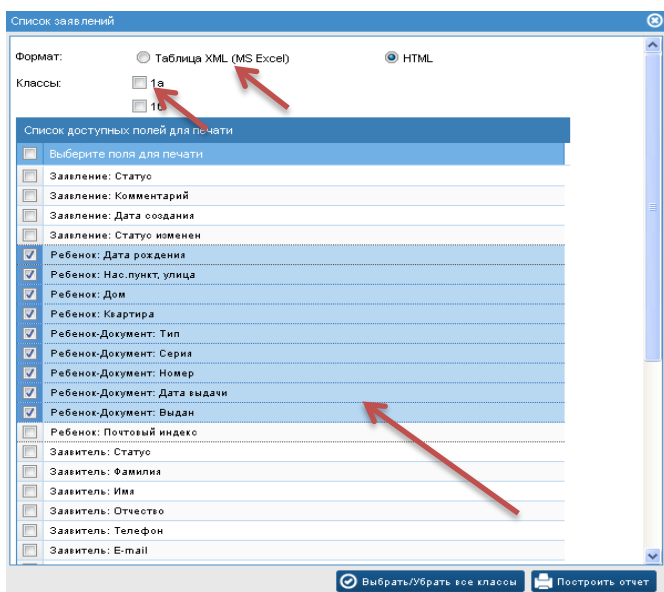 Список заявлений
Формат: Таблица XML (MS Excel) HTML
Классы: 1а
1б
Список доступных полей для печати
Выберите поля для печати
Заявление: Статус
Заявление: Комментарий
Заявление: Дата создания
Заявление: Статус изменен
Ребенок: Дата рождения
Ребенок: Нас.пункт, улица
Ребенок: Дом
Ребенок: Квартира
Ребенок-Документ: Тип
Ребенок-Документ: Серия
Ребенок-Документ: Номер
Ребенок-Документ: Дата выдачи
Ребенок-Документ: Выдан
Ребенок: Почтовый индекс
Заявитель: Статус
Заявитель: Фамилия
Заявитель: Имя
Заявитель: Отчество
Заявитель: Телефон
Заявитель: E-mail
Выбрать/Убрать все классы Построить отчет